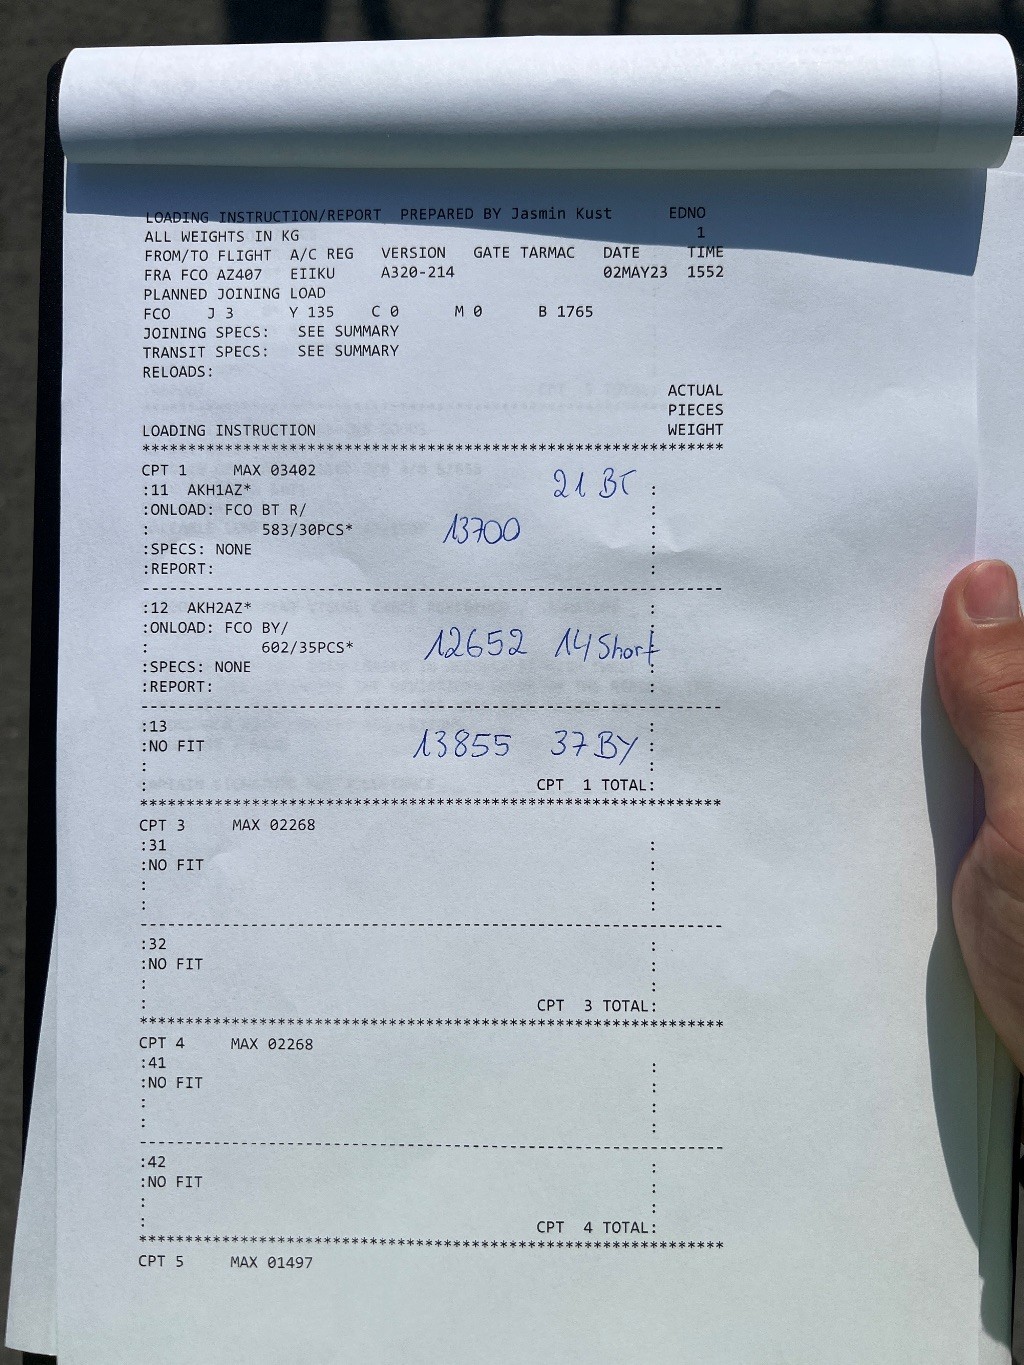 LOADING INSTRUCTION/REPORT PREPARED BY Jasmin Kust EDNO
ALL WEIGHTS IN KG 1
FROM/TO FLIGHT A/C REG VERSION GATE TARMAC DATE TIME
FRA FCO AZ407 EIIKU A320-214 02MAY23 1552
PLANNED JOINING LOAD
FCO J 3 Y 135 C 0 M 0 B 1765
JOINING SPECS: SEE SUMMARY
TRANSIT SPECS: SEE SUMMARY
RELOADS:
ACTUAL
PIECES
LOADING INSTRUCTION WEIGHT
***************************************************************
CPT 1 MAX 03402
:11 AKH1AZ* 21 BT :
:ONLOAD: FCO BT R/ :
: 583/30PCS* 13700 :
:SPECS: NONE :
:REPORT: :
---------------------------------------------------------------
:12 AKH2AZ* :
:ONLOAD: FCO BY/ :
: 602/35PCS* 12652 14 Short :
:SPECS: NONE :
:REPORT: :
---------------------------------------------------------------
:13 :
:NO FIT 13855 37 BY :
: :
: CPT 1 TOTAL:
***************************************************************
CPT 3 MAX 02268
:31 :
:NO FIT :
: :
: :
---------------------------------------------------------------
:32 :
:NO FIT :
: :
: CPT 3 TOTAL:
***************************************************************
CPT 4 MAX 02268
:41 :
:NO FIT :
: :
: :
---------------------------------------------------------------
:42 :
:NO FIT :
: :
: CPT 4 TOTAL:
***************************************************************
CPT 5 MAX 01497